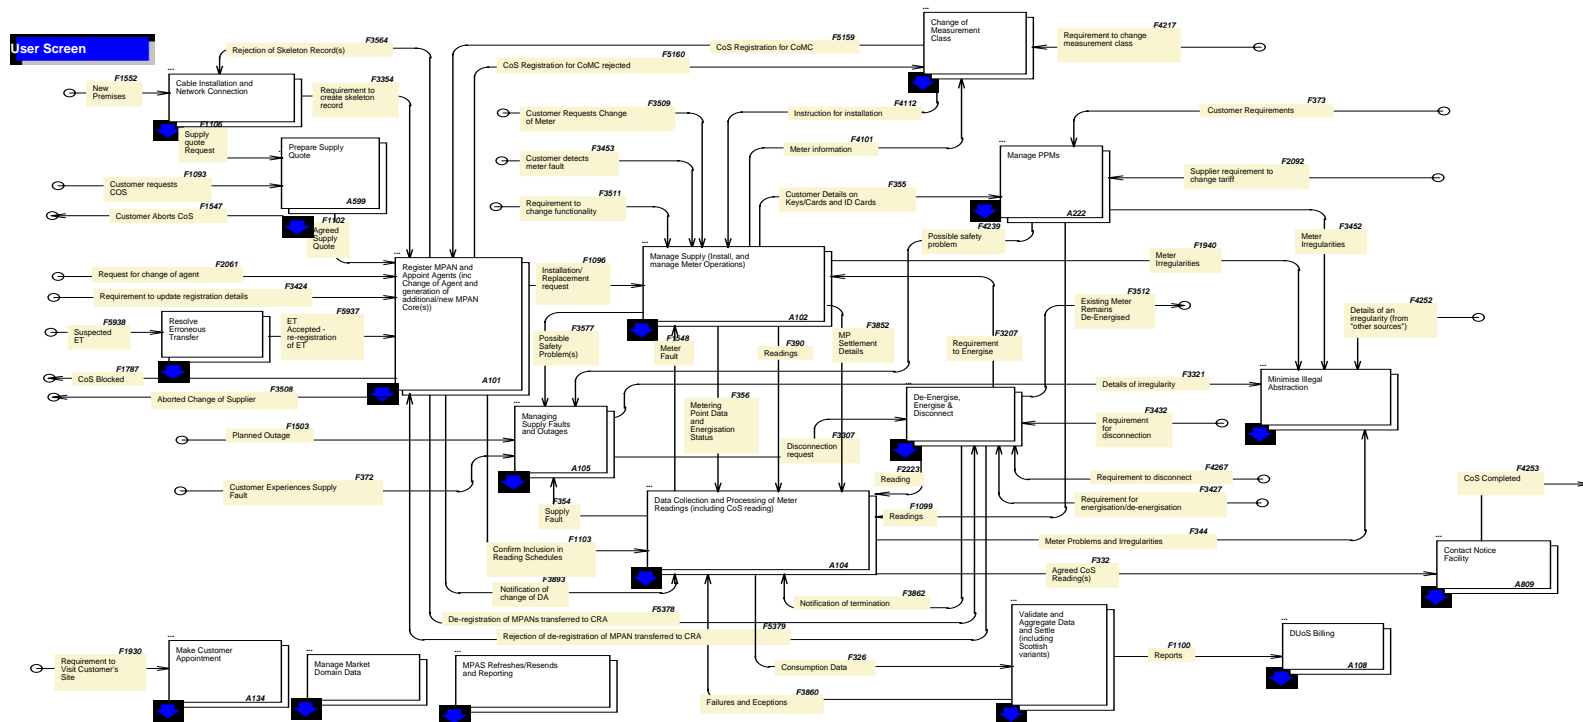 User Screen
F3564
Rejection of Skeleton Record(s)
F1552
New
Premises
...
Cable Installation and
Network Connection
F3354
Requirement to
create skeleton
record
F1106
Supply
quote
Request
...
Prepare Supply
Quote
A599
F1093
Customer requests
COS
F1547
Customer Aborts CoS
F1102
Agreed
Supply
Quote
F2061
Request for change of agent
F3424
Requirement to update registration details
F5938
Suspected
ET
...
Resolve
Erroneous
Transfer
F5937
ET
Accepted -
re-registration
of ET
F1787
CoS Blocked
F3508
Aborted Change of Supplier
...
Register MPAN and
Appoint Agents (inc
Change of Agent and
generation of
additional/new MPAN
Core(s))
A101
F5159
CoS Registration for CoMC
F5160
CoS Registration for CoMC rejected
...
Change of
Measurement
Class
F4217
Requirement to change
measurement class
F3509
Customer Requests Change
of Meter
F4112
Instruction for installation
F373
Customer Requirements
F3453
Customer detects
meter fault
F4101
Meter information
...
Manage PPMs
A222
F2092
Supplier requirement to
change tariff
F3511
Requirement to
change functionality
F355
Customer Details on
Keys/Cards and ID Cards
F4239
Possible safety
problem
F3452
Meter
Irregularities
F1940
Meter
Irregularities
...
Manage Supply (Install, and
manage Meter Operations)
A102
F1096
Installation/
Replacement
request
F3512
Existing Meter
Remains
De-Energised
F4252
Details of an
irregularity (from
"other sources")
F3577
Possible
Safety
Problem(s)
F1548
Meter
Fault
F390
Readings
F3852
MP
Settlement
Details
F3207
Requirement
to Energise
F3321
Details of irregularity
...
Minimise Illegal
Abstraction
F356
Metering
Point Data
and
Energisation
Status
...
De-Energise,
Energise &
Disconnect
F3432
Requirement
for
disconnection
...
Managing
Supply Faults
and Outages
A105
F1503
Planned Outage
F3307
Disconnection
request
F372
Customer Experiences Supply
Fault
F2223
Reading
F4267
Requirement to disconnect
F4253
CoS Completed
F354
Supply
Fault
...
Data Collection and Processing of Meter
Readings (including CoS reading)
A104
F1099
Readings
F3427
Requirement for
energisation/de-energisation
F1103
Confirm Inclusion in
Reading Schedules
F344
Meter Problems and Irregularities
F332
Agreed CoS
Reading(s)
...
Contact Notice
Facility
A809
F3893
Notification of
change of DA
F3862
Notification of termination
F5378
De-registration of MPANs transferred to CRA
F5379
Rejection of de-registration of MPAN transferred to CRA
...
Validate and
Aggregate Data
and Settle
(including
Scottish
variants)
F1100
Reports
...
DUoS Billing
A108
F1930
Requirement to
Visit Customer's
Site
...
Make Customer
Appointment
A134
...
Manage Market
Domain Data
...
MPAS Refreshes/Resends
and Reporting
F326
Consumption Data
F3860
Failures and Eceptions